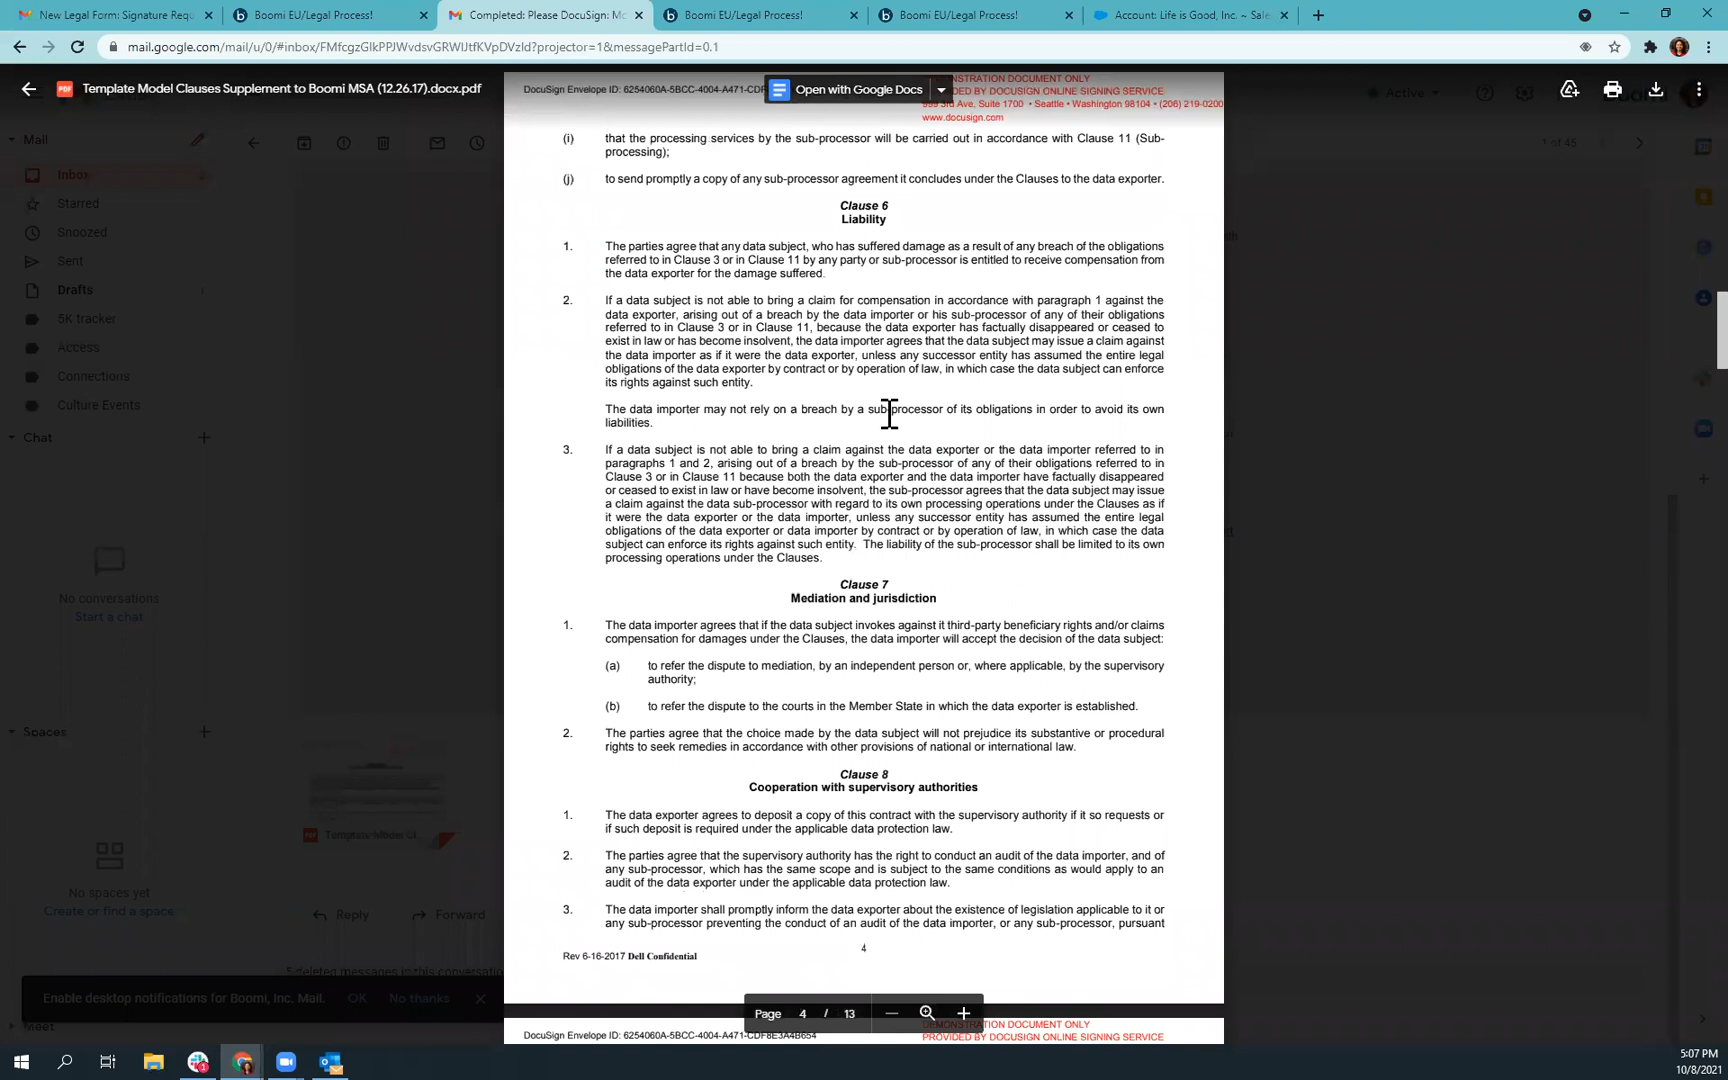 New Legal Form: Signature Requ
Boomi EU/Legal Process!
Completed: Please DocuSign: Mo
Boomi EU/Legal Process!
Boomi EU/Legal Process!
Account: Life is Good, Inc. ~ Sale
mail.google.com/mail/u/0/#inbox/FMfcgzGlkPPJWvdsvGRWlJtfKVpDVzId?projector=1&messagePartId=0.1
PDF Template Model Clauses Supplement to Boomi MSA (12.26.17).docx.pdf
Open with Google Docs
Active
Mail
Inbox
Starred
Snoozed
Sent
Drafts
5K tracker
Access
Connections
Culture Events
Chat
No conversations
Start a chat
Spaces
No spaces yet
Create or find a space
Meet
1 of 45
Reply
Forward
5 deleted messages in this conversation
Enable desktop notifications for Boomi, Inc. Mail. OK No thanks
DocuSign Envelope ID: 6254060A-5BCC-4004-A471-CDF
NSTRATION DOCUMENT ONLY
DED BY DOCUSIGN ONLINE SIGNING SERVICE
999 3rd Ave, Suite 1700 • Seattle • Washington 98104 • (206) 219-0200
www.docusign.com
(i) that the processing services by the sub-processor will be carried out in accordance with Clause 11 (Sub-
processing);
(j) to send promptly a copy of any sub-processor agreement it concludes under the Clauses to the data exporter.
Clause 6
Liability
1. The parties agree that any data subject, who has suffered damage as a result of any breach of the obligations
referred to in Clause 3 or in Clause 11 by any party or sub-processor is entitled to receive compensation from
the data exporter for the damage suffered.
2. If a data subject is not able to bring a claim for compensation in accordance with paragraph 1 against the
data exporter, arising out of a breach by the data importer or his sub-processor of any of their obligations
referred to in Clause 3 or in Clause 11, because the data exporter has factually disappeared or ceased to
exist in law or has become insolvent, the data importer agrees that the data subject may issue a claim against
the data importer as if it were the data exporter, unless any successor entity has assumed the entire legal
obligations of the data exporter by contract or by operation of law, in which case the data subject can enforce
its rights against such entity.
The data importer may not rely on a breach by a sub-processor of its obligations in order to avoid its own
liabilities.
3. If a data subject is not able to bring a claim against the data exporter or the data importer referred to in
paragraphs 1 and 2, arising out of a breach by the sub-processor of any of their obligations referred to in
Clause 3 or in Clause 11 because both the data exporter and the data importer have factually disappeared
or ceased to exist in law or have become insolvent, the sub-processor agrees that the data subject may issue
a claim against the data sub-processor with regard to its own processing operations under the Clauses as if
it were the data exporter or the data importer, unless any successor entity has assumed the entire legal
obligations of the data exporter or data importer by contract or by operation of law, in which case the data
subject can enforce its rights against such entity. The liability of the sub-processor shall be limited to its own
processing operations under the Clauses.
Clause 7
Mediation and jurisdiction
1. The data importer agrees that if the data subject invokes against it third-party beneficiary rights and/or claims
compensation for damages under the Clauses, the data importer will accept the decision of the data subject:
(a) to refer the dispute to mediation, by an independent person or, where applicable, by the supervisory
authority;
(b) to refer the dispute to the courts in the Member State in which the data exporter is established.
2. The parties agree that the choice made by the data subject will not prejudice its substantive or procedural
rights to seek remedies in accordance with other provisions of national or international law.
Clause 8
Cooperation with supervisory authorities
1. The data exporter agrees to deposit a copy of this contract with the supervisory authority if it so requests or
if such deposit is required under the applicable data protection law.
2. The parties agree that the supervisory authority has the right to conduct an audit of the data importer, and of
any sub-processor, which has the same scope and is subject to the same conditions as would apply to an
audit of the data exporter under the applicable data protection law.
3. The data importer shall promptly inform the data exporter about the existence of legislation applicable to it or
any sub-processor preventing the conduct of an audit of the data importer, or any sub-processor, pursuant
4
Rev 6-16-2017 Dell Confidential
Page 4 / 13
DocuSign Envelope ID: 6254060A-5BCC-4004-A471-CDF8E3A4B654
DEMONSTRATION DOCUMENT ONLY
PROVIDED BY DOCUSIGN ONLINE SIGNING SERVICE
5:07 PM
10/8/2021